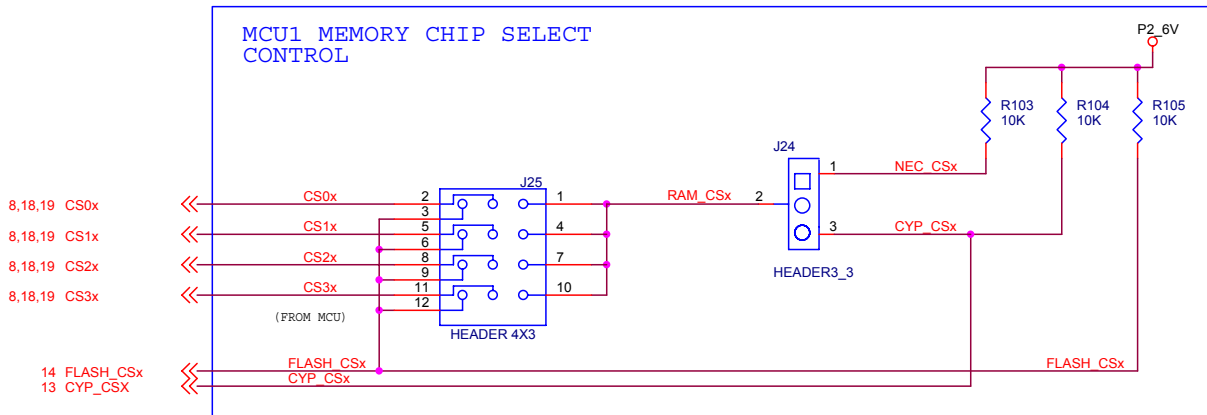 MCU1 MEMORY CHIP SELECT
CONTROL
P2_6V
R103
10K
R104
10K
R105
10K
J24
1
NEC_CSx
J25
8,18,19 CS0x
CS0x
2
1
RAM_CSx
2
3
8,18,19 CS1x
CS1x
5
4
3
CYP_CSx
6
8,18,19 CS2x
CS2x
8
7
HEADER3_3
9
8,18,19 CS3x
CS3x
11
10
12
(FROM MCU)
HEADER 4X3
14 FLASH_CSx
FLASH_CSx
FLASH_CSx
13 CYP_CSX
CYP_CSx